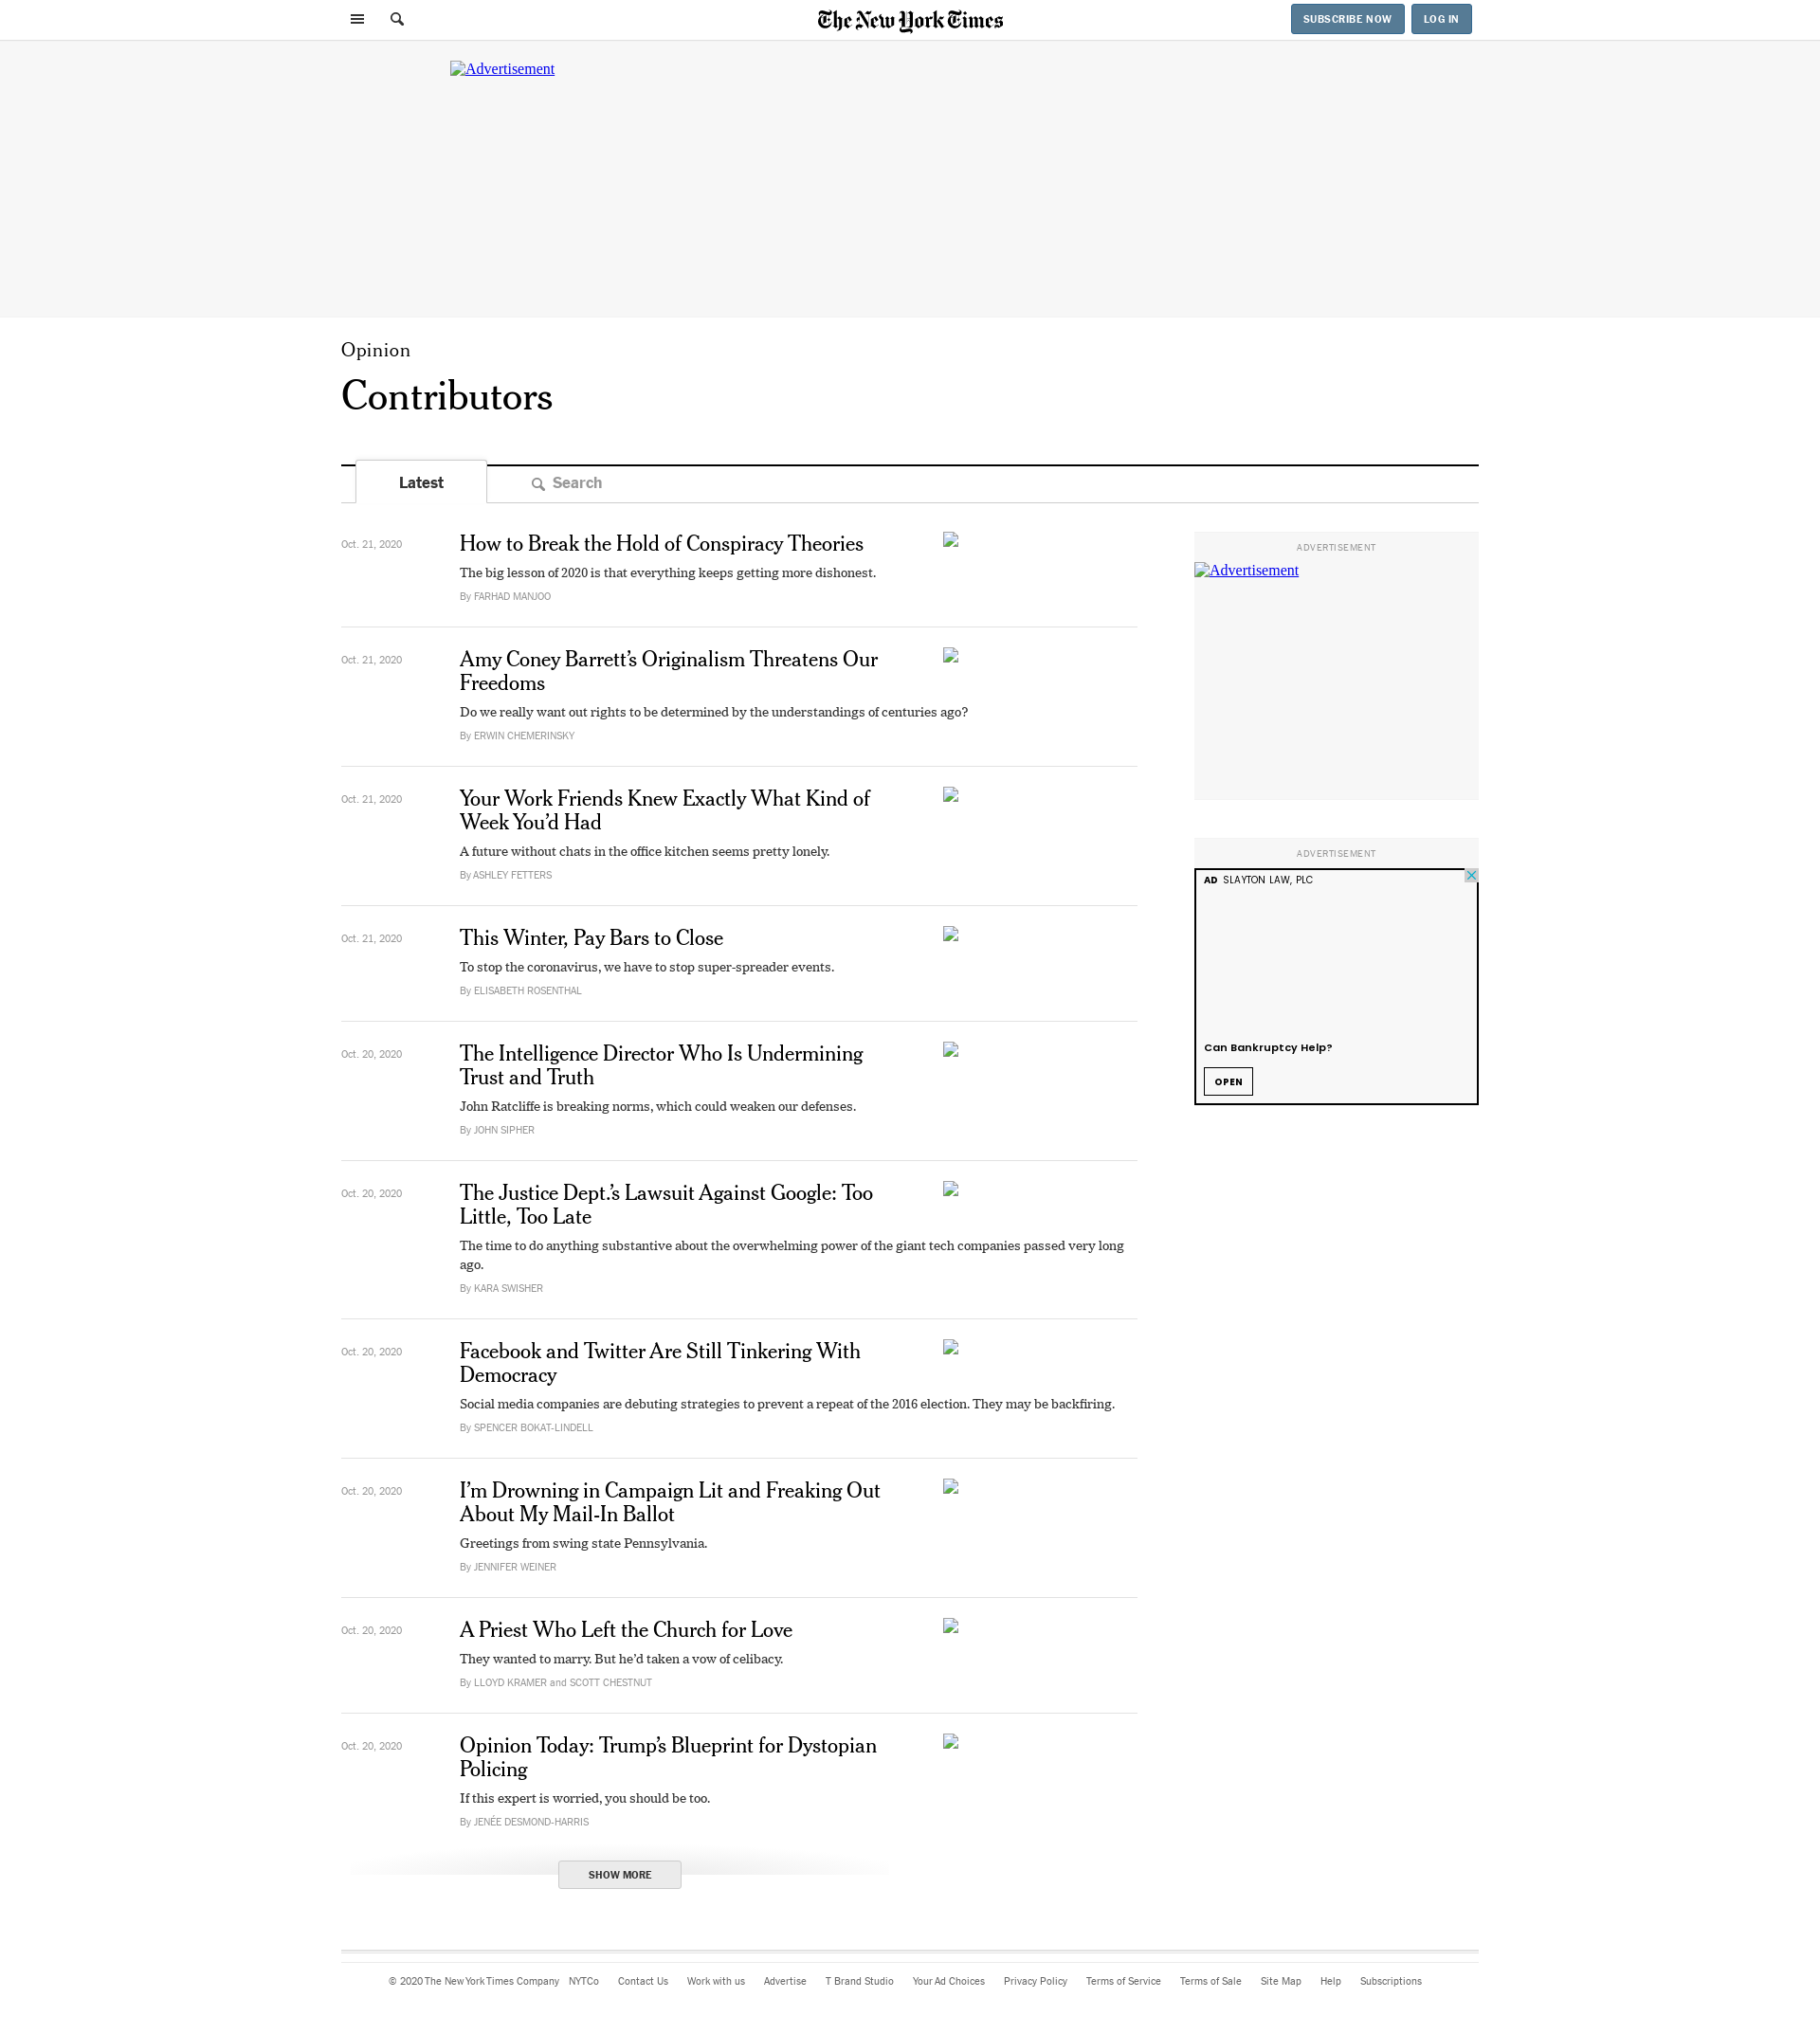 The New York Times
SUBSCRIBE NOW
LOG IN
Advertisement
Opinion
Contributors
Latest
Search
Oct. 21, 2020
How to Break the Hold of Conspiracy Theories
The big lesson of 2020 is that everything keeps getting more dishonest.
By FARHAD MANJOO
Oct. 21, 2020
Amy Coney Barrett’s Originalism Threatens Our
Freedoms
Do we really want out rights to be determined by the understandings of centuries ago?
By ERWIN CHEMERINSKY
Oct. 21, 2020
Your Work Friends Knew Exactly What Kind of
Week You’d Had
A future without chats in the office kitchen seems pretty lonely.
By ASHLEY FETTERS
Oct. 21, 2020
This Winter, Pay Bars to Close
To stop the coronavirus, we have to stop super-spreader events.
By ELISABETH ROSENTHAL
Oct. 20, 2020
The Intelligence Director Who Is Undermining
Trust and Truth
John Ratcliffe is breaking norms, which could weaken our defenses.
By JOHN SIPHER
Oct. 20, 2020
The Justice Dept.’s Lawsuit Against Google: Too
Little, Too Late
The time to do anything substantive about the overwhelming power of the giant tech companies passed very long
ago.
By KARA SWISHER
Oct. 20, 2020
Facebook and Twitter Are Still Tinkering With
Democracy
Social media companies are debuting strategies to prevent a repeat of the 2016 election. They may be backfiring.
By SPENCER BOKAT-LINDELL
Oct. 20, 2020
I’m Drowning in Campaign Lit and Freaking Out
About My Mail-In Ballot
Greetings from swing state Pennsylvania.
By JENNIFER WEINER
Oct. 20, 2020
A Priest Who Left the Church for Love
They wanted to marry. But he’d taken a vow of celibacy.
By LLOYD KRAMER and SCOTT CHESTNUT
Oct. 20, 2020
Opinion Today: Trump’s Blueprint for Dystopian
Policing
If this expert is worried, you should be too.
By JENÉE DESMOND-HARRIS
SHOW MORE
ADVERTISEMENT
Advertisement
ADVERTISEMENT
AD SLAYTON LAW, PLC
Can Bankruptcy Help?
OPEN
© 2020 The New York Times Company NYTCo Contact Us Work with us Advertise T Brand Studio Your Ad Choices Privacy Policy Terms of Service Terms of Sale Site Map Help Subscriptions